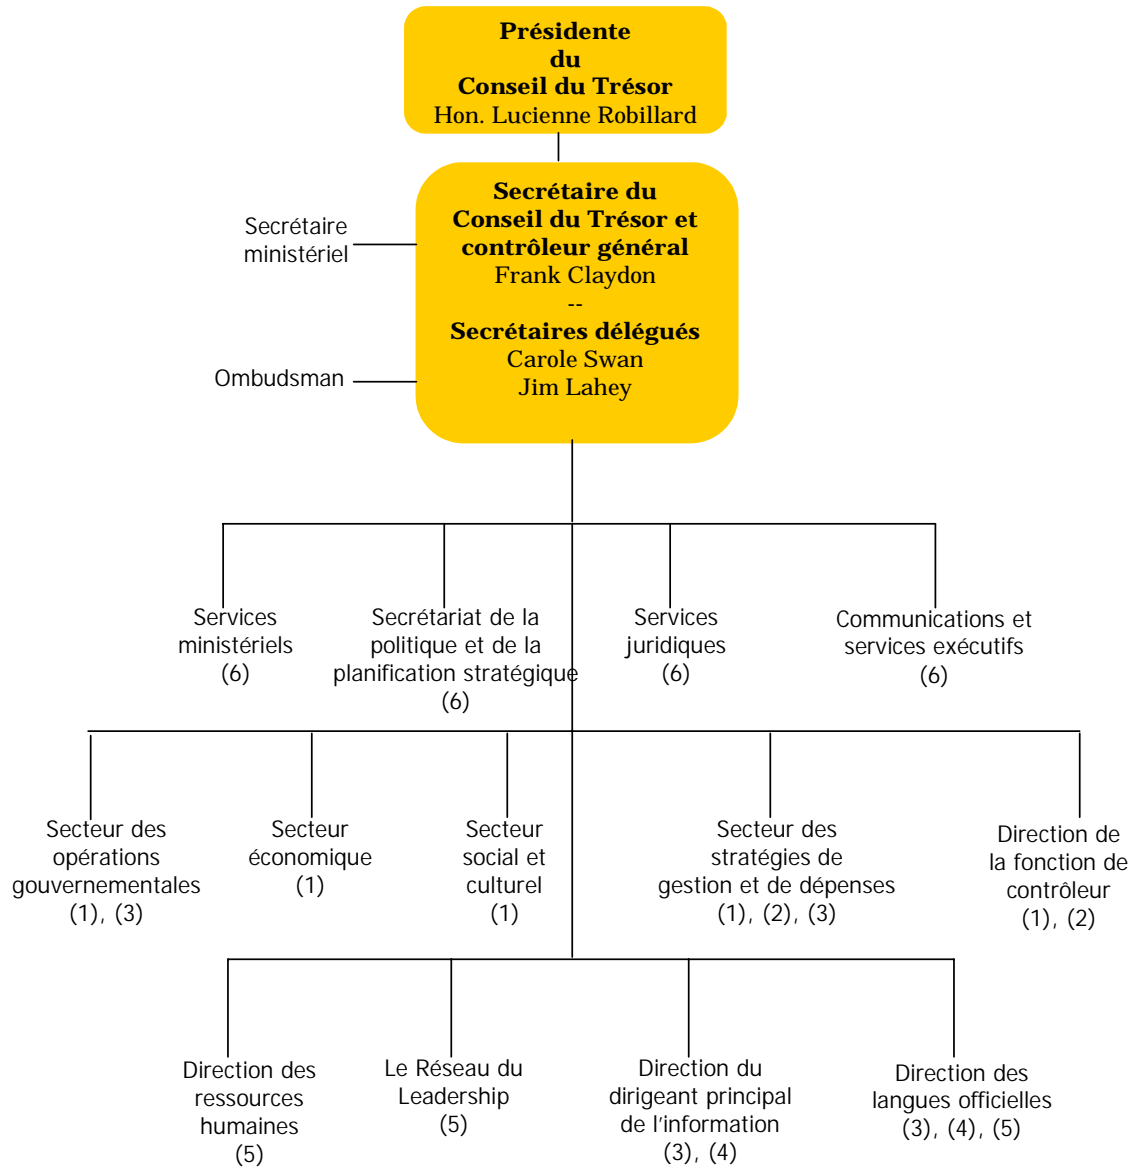 Présidente
du
Conseil du Trésor
Hon. Lucienne Robillard
Secrétaire du
Conseil du Trésor et
contrôleur général
Frank Claydon
--
Secrétaires délégués
Carole Swan
Jim Lahey
Secrétaire
ministériel
Ombudsman
Services
ministériels
(6)
Secrétariat de la
politique et de la
planification stratégique
(6)
Services
juridiques
(6)
Communications et
services exécutifs
(6)
Secteur des
opérations
gouvernementales
(1), (3)
Secteur
économique
(1)
Secteur
social et
culturel
(1)
Secteur des
stratégies de
gestion et de dépenses
(1), (2), (3)
Direction de
la fonction de
contrôleur
(1), (2)
Direction des
ressources
humaines
(5)
Le Réseau du
Leadership
(5)
Direction du
dirigeant principal
de l'information
(3), (4)
Direction des
langues officielles
(3), (4), (5)